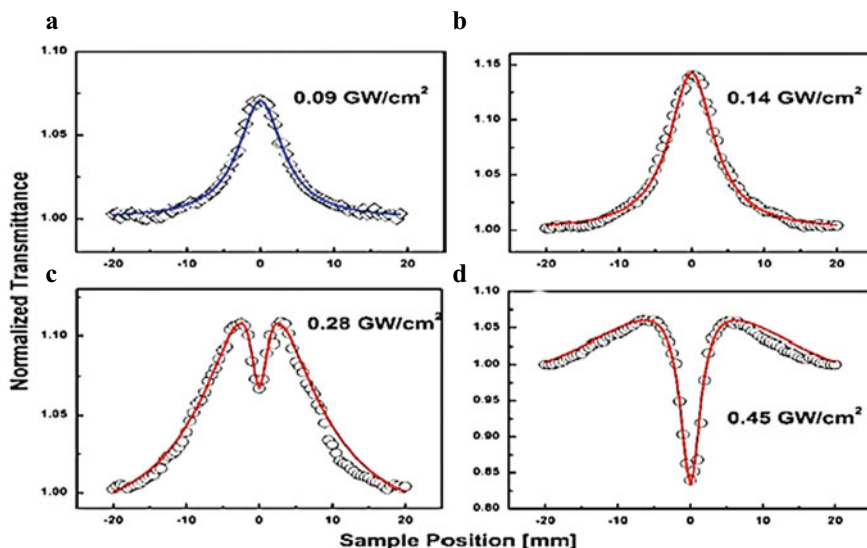 a
1.10
1.05
1.00
0.09 GW/cm²
-20 -10 0 10 20
b
1.15
1.10
1.05
1.00
0.14 GW/cm²
-20 -10 0 10 20
c
1.10
1.05
1.00
0.28 GW/cm²
-20 -10 0 10 20
d
1.10
1.05
1.00
0.95
0.90
0.85
0.80
0.45 GW/cm²
-20 -10 0 10 20
Normalized Transmittance
Sample Position [mm]